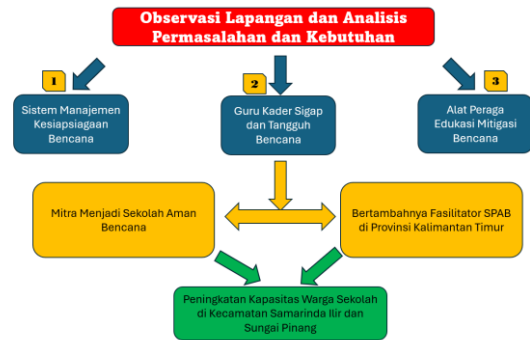 Observasi Lapangan dan Analisis
Permasalahan dan Kebutuhan
1
Sistem Manajemen
Kesiapsiagaan
Bencana
2
Guru Kader Sigap
dan Tangguh
Bencana
3
Alat Peraga
Edukasi Mitigasi
Bencana
Mitra Menjadi Sekolah Aman
Bencana
Bertambahnya Fasilitator SPAB
di Provinsi Kalimantan Timur
Peningkatan Kapasitas Warga Sekolah
di Kecamatan Samarinda Ilir dan
Sungai Pinang